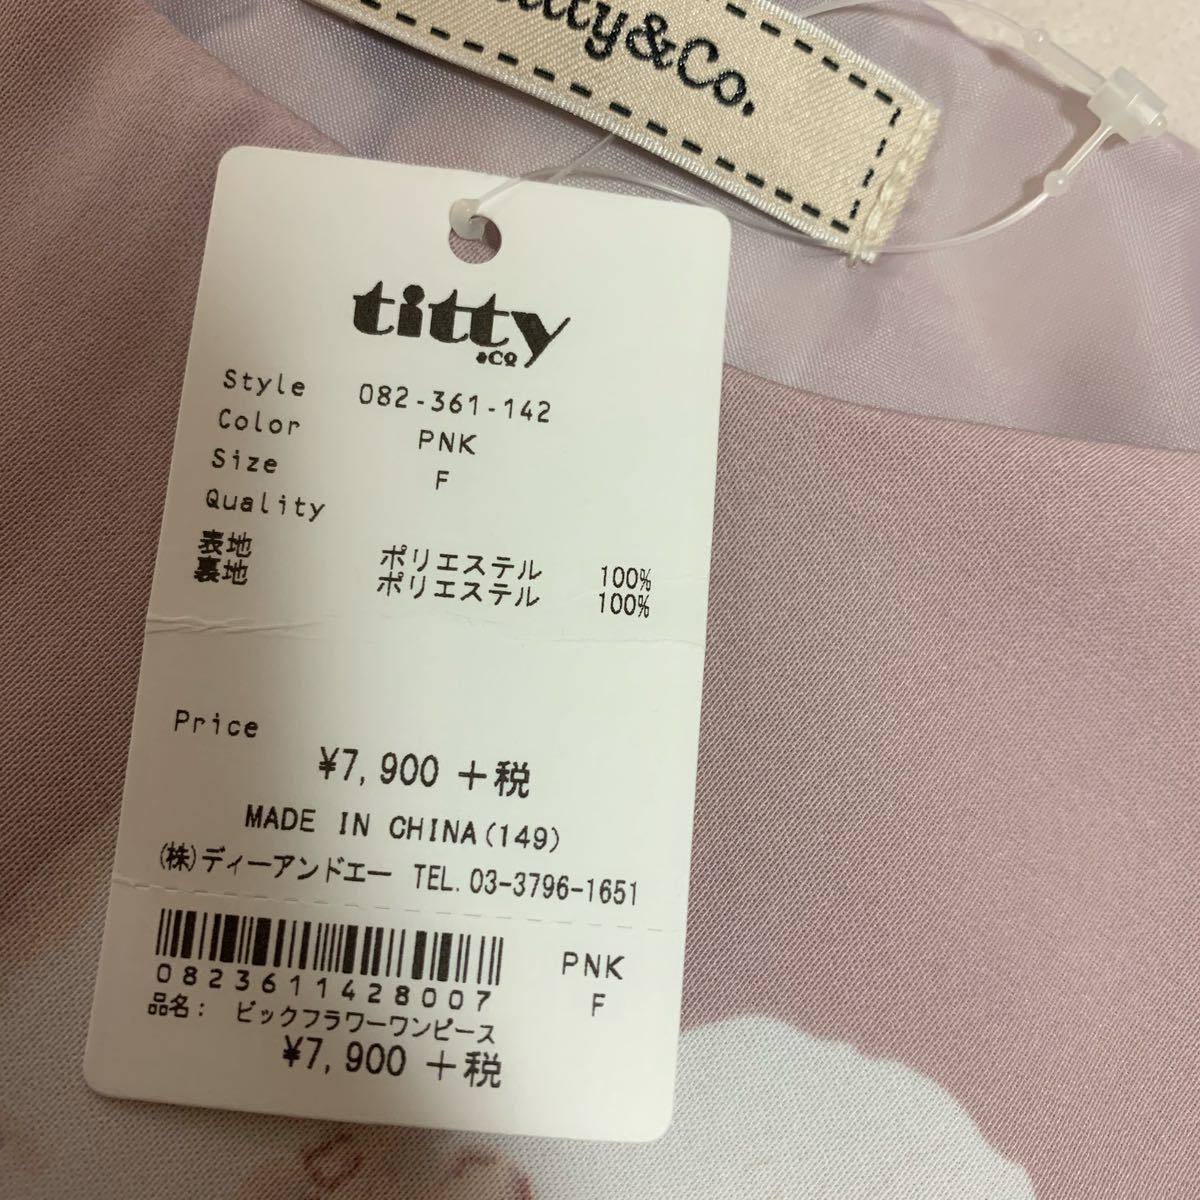 titty&Co.
titty
&CO
Style 082-361-142
Color PNK
Size F
Quality
表地 ポリエステル 100%
裏地 ポリエステル 100%
Price
¥7,900 +税
MADE IN CHINA(149)
(株)ディーアンドエー TEL.03-3796-1651
PNK
0823611428007
F
品名: ビックフラワーワンピース
¥7,900 +税